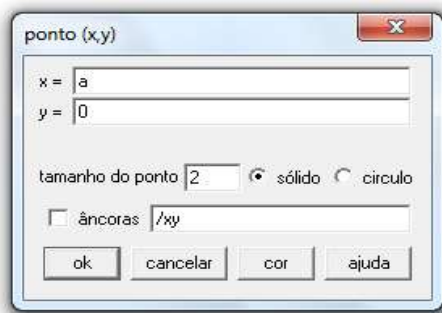 ponto (x,y)
x = a
y = 0
tamanho do ponto 2 sólido circulo
âncoras /xy
ok cancelar cor ajuda